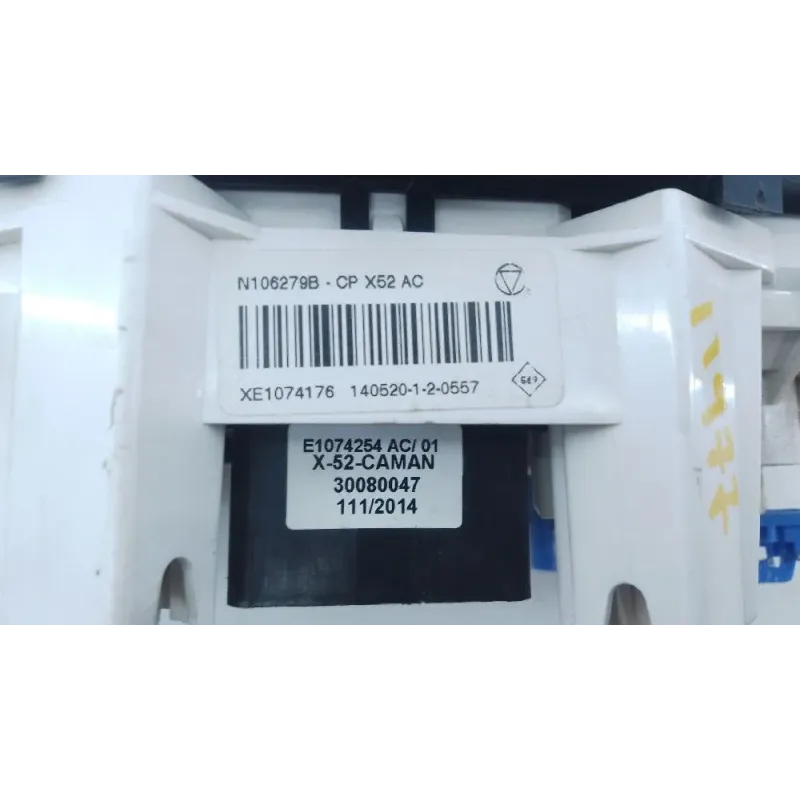 N106279B - CP X52 AC
XE1074176 140520-1-2-0557
E1074254 AC/ 01
X-52-CAMAN
30080047
111/2014